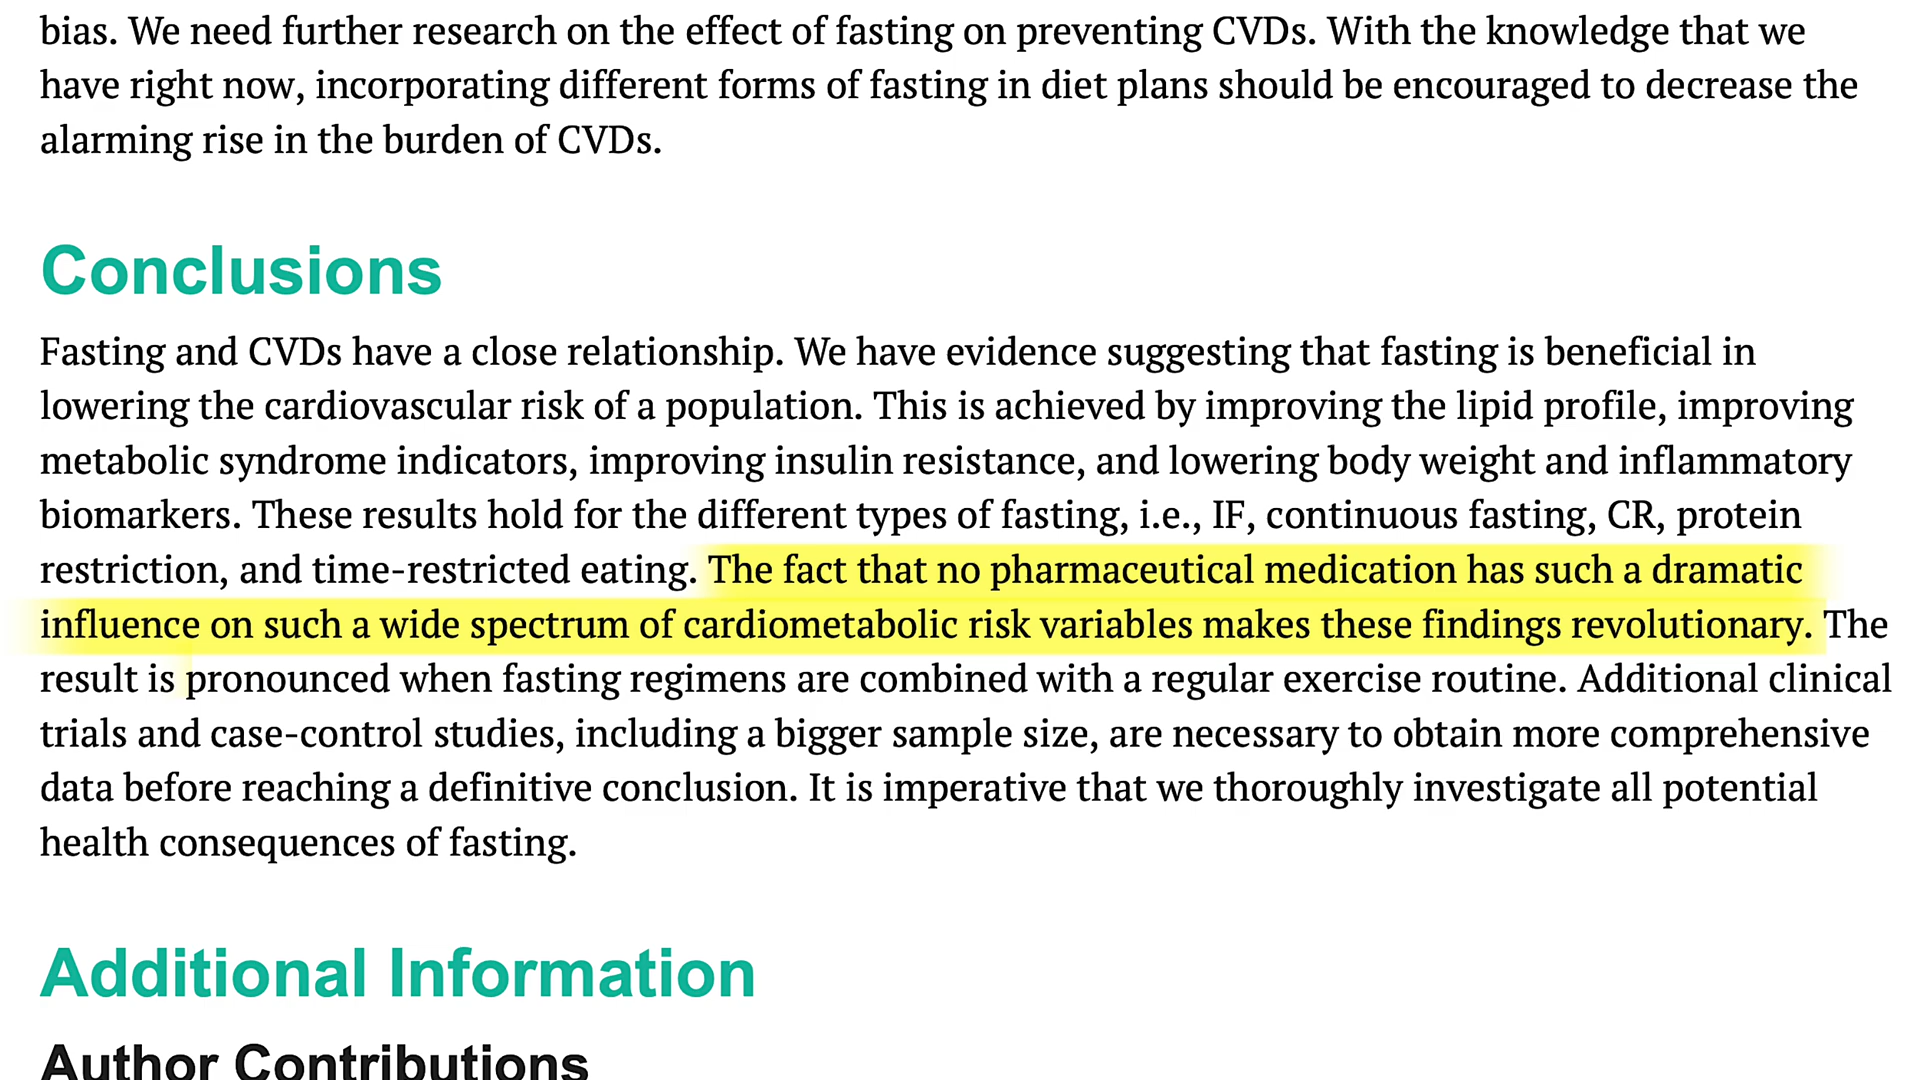 bias. We need further research on the effect of fasting on preventing CVDs. With the knowledge that we
have right now, incorporating different forms of fasting in diet plans should be encouraged to decrease the
alarming rise in the burden of CVDs.
Conclusions
Fasting and CVDs have a close relationship. We have evidence suggesting that fasting is beneficial in
lowering the cardiovascular risk of a population. This is achieved by improving the lipid profile, improving
metabolic syndrome indicators, improving insulin resistance, and lowering body weight and inflammatory
biomarkers. These results hold for the different types of fasting, i.e., IF, continuous fasting, CR, protein
restriction, and time-restricted eating. The fact that no pharmaceutical medication has such a dramatic
influence on such a wide spectrum of cardiometabolic risk variables makes these findings revolutionary. The
result is pronounced when fasting regimens are combined with a regular exercise routine. Additional clinical
trials and case-control studies, including a bigger sample size, are necessary to obtain more comprehensive
data before reaching a definitive conclusion. It is imperative that we thoroughly investigate all potential
health consequences of fasting.
Additional Information
Author Contributions